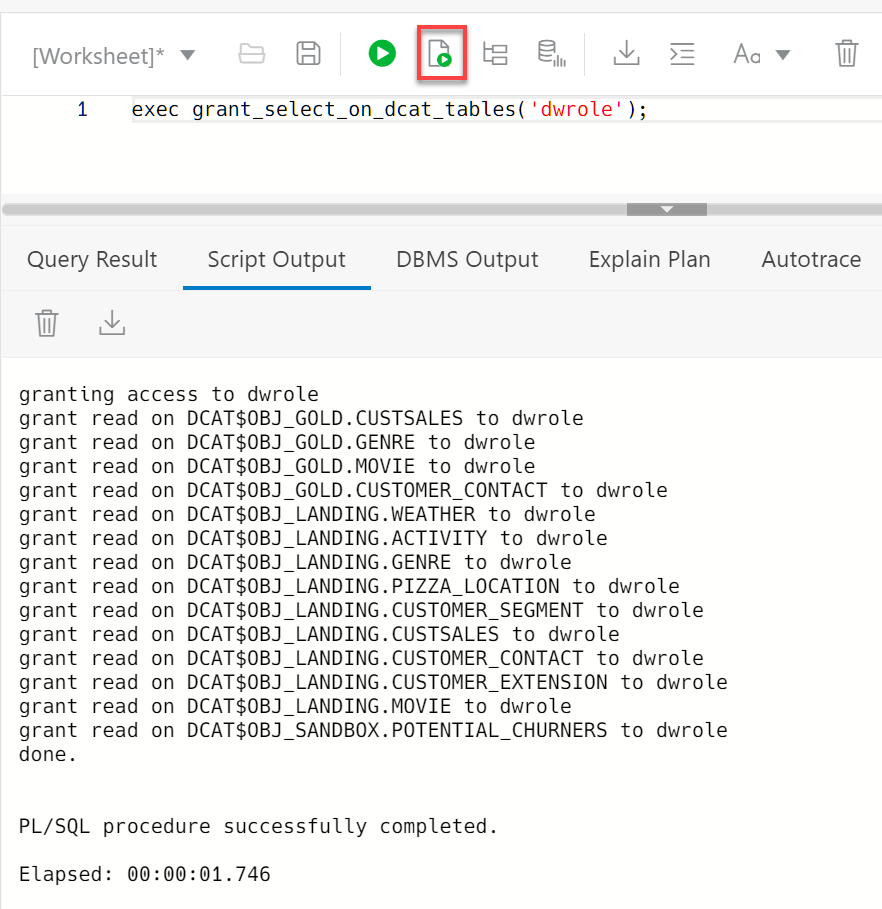 [Worksheet]*
Aa
1 exec grant_select_on_dcat_tables('dwrole');
Query Result Script Output DBMS Output Explain Plan Autotrace
granting access to dwrole
grant read on DCAT$OBJ_GOLD.CUSTSALES to dwrole
grant read on DCAT$OBJ_GOLD.GENRE to dwrole
grant read on DCAT$OBJ_GOLD.MOVIE to dwrole
grant read on DCAT$OBJ_GOLD.CUSTOMER_CONTACT to dwrole
grant read on DCAT$OBJ_LANDING.WEATHER to dwrole
grant read on DCAT$OBJ_LANDING.ACTIVITY to dwrole
grant read on DCAT$OBJ_LANDING.GENRE to dwrole
grant read on DCAT$OBJ_LANDING.PIZZA_LOCATION to dwrole
grant read on DCAT$OBJ_LANDING.CUSTOMER_SEGMENT to dwrole
grant read on DCAT$OBJ_LANDING.CUSTSALES to dwrole
grant read on DCAT$OBJ_LANDING.CUSTOMER_CONTACT to dwrole
grant read on DCAT$OBJ_LANDING.CUSTOMER_EXTENSION to dwrole
grant read on DCAT$OBJ_LANDING.MOVIE to dwrole
grant read on DCAT$OBJ_SANDBOX.POTENTIAL_CHURNERS to dwrole
done.
PL/SQL procedure successfully completed.
Elapsed: 00:00:01.746